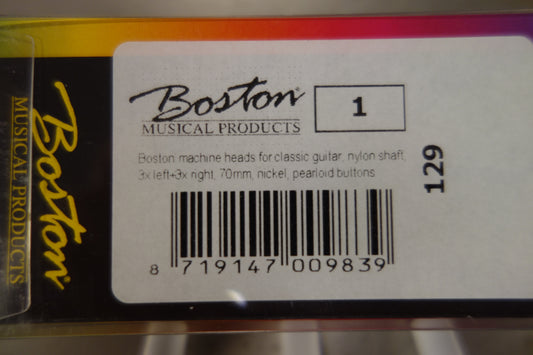 Boston
MUSICAL PRODUCTS
1
Boston machine heads for classic guitar, nylon shaft,
3x left+3x right, 70mm, nickel, pearloid buttons
129
8 719147 009839
Boston
MUSICAL PRODUCTS